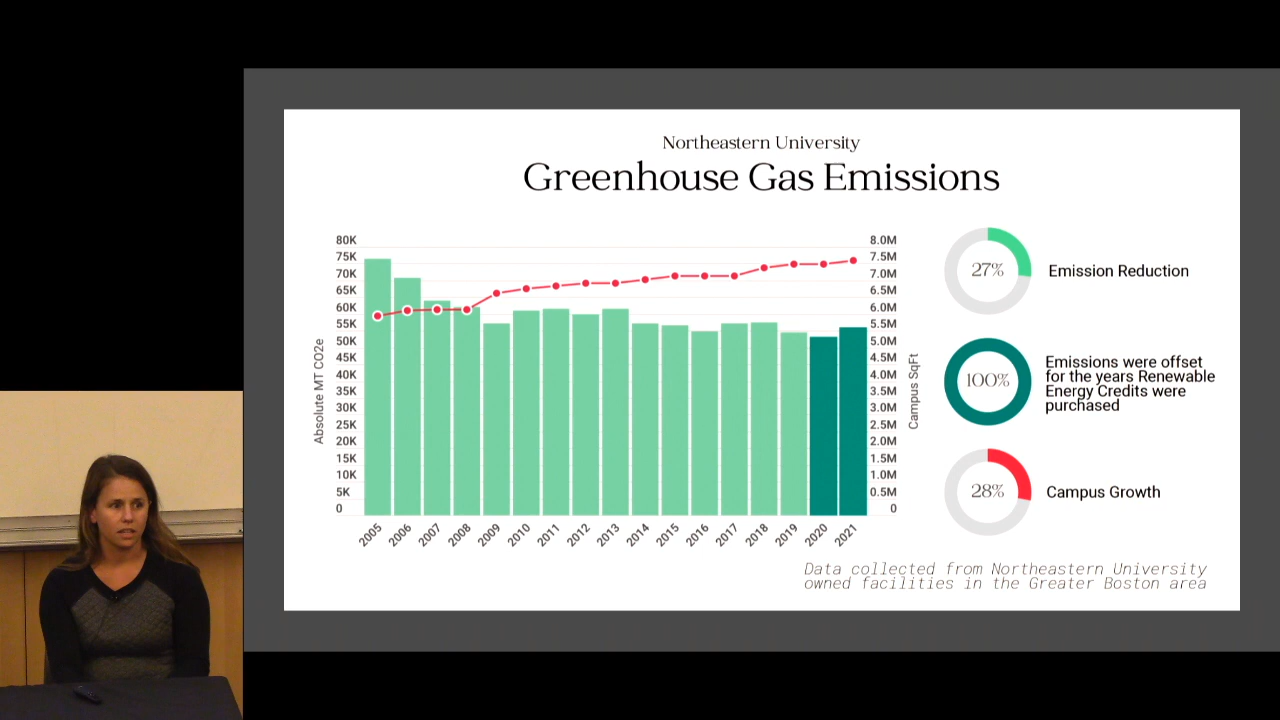 Northeastern University
Greenhouse Gas Emissions
80K
75K
70K
65K
60K
55K
50K
45K
40K
35K
30K
25K
20K
15K
10K
5K
0
Absolute MT CO2e
8.0M
7.5M
7.0M
6.5M
6.0M
5.5M
5.0M
4.5M
4.0M
3.5M
3.0M
2.5M
2.0M
1.5M
1.0M
0.5M
0
Campus SqFt
2005
2006
2007
2008
2009
2010
2011
2012
2013
2014
2015
2016
2017
2018
2019
2020
2021
27%
Emission Reduction
100%
Emissions were offset
for the years Renewable
Energy Credits were
purchased
28%
Campus Growth
Data collected from Northeastern University
owned facilities in the Greater Boston area